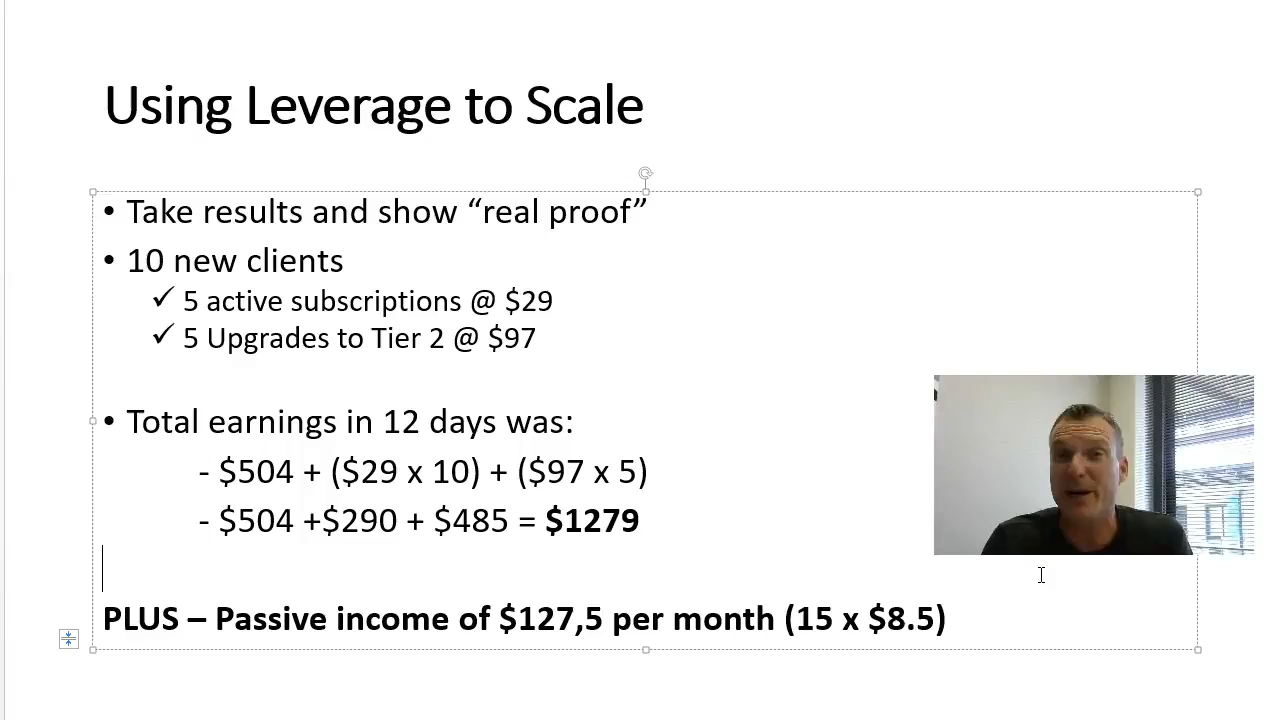 Using Leverage to Scale
• Take results and show “real proof”
• 10 new clients
✓ 5 active subscriptions @ $29
✓ 5 Upgrades to Tier 2 @ $97
• Total earnings in 12 days was:
- $504 + ($29 x 10) + ($97 x 5)
- $504 +$290 + $485 = $1279
PLUS – Passive income of $127,5 per month (15 x $8.5)